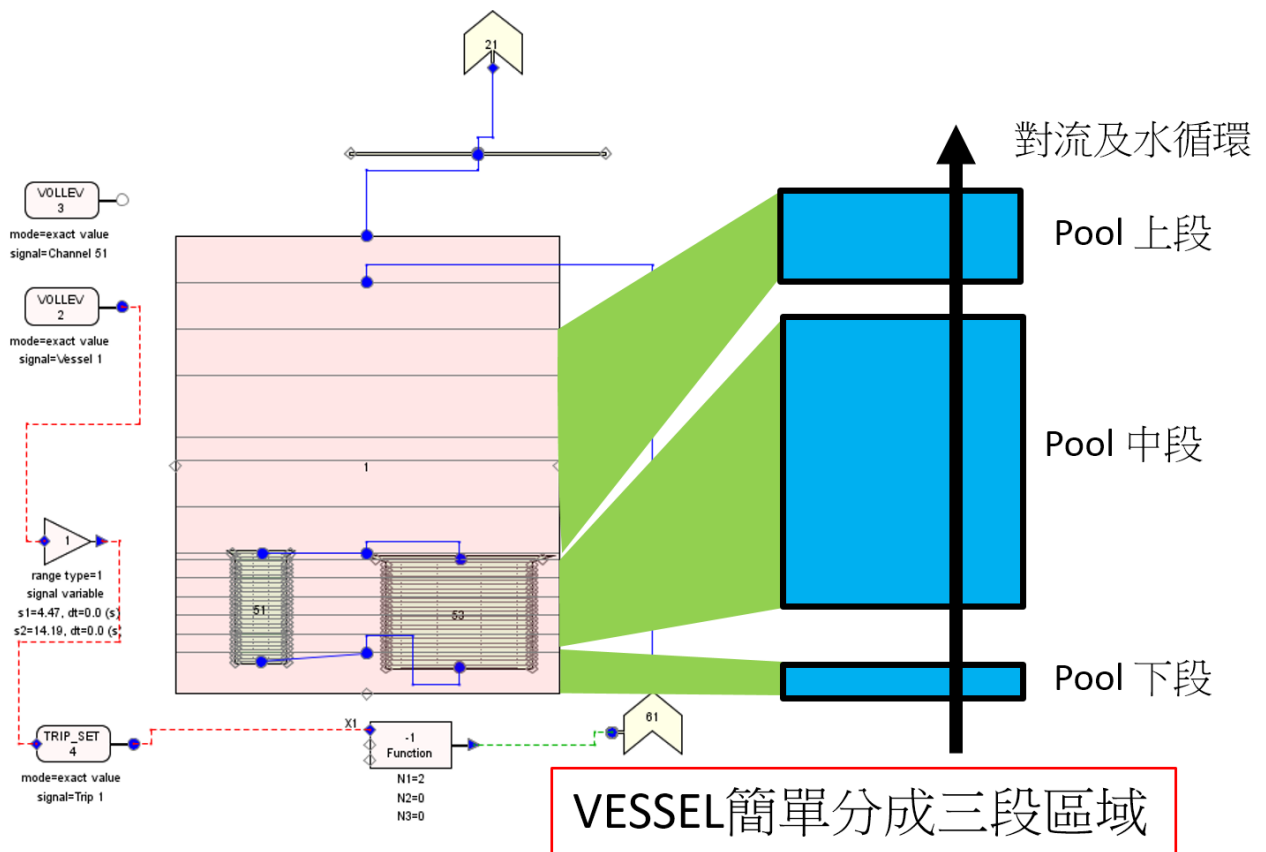 21
對流及水循環
VOLLEV
3
mode=exact value
signal=Channel 51
Pool 上段
VOLLEV
2
mode=exact value
signal=Vessel 1
1
Pool 中段
1
range type=1
signal variable
s1=4.47, dt=0.0 (s)
s2=14.19, dt=0.0 (s)
51
53
Pool 下段
TRIP_SET
4
mode=exact value
signal=Trip 1
X1
-1
Function
N1=2
N2=0
N3=0
61
VESSEL簡單分成三段區域